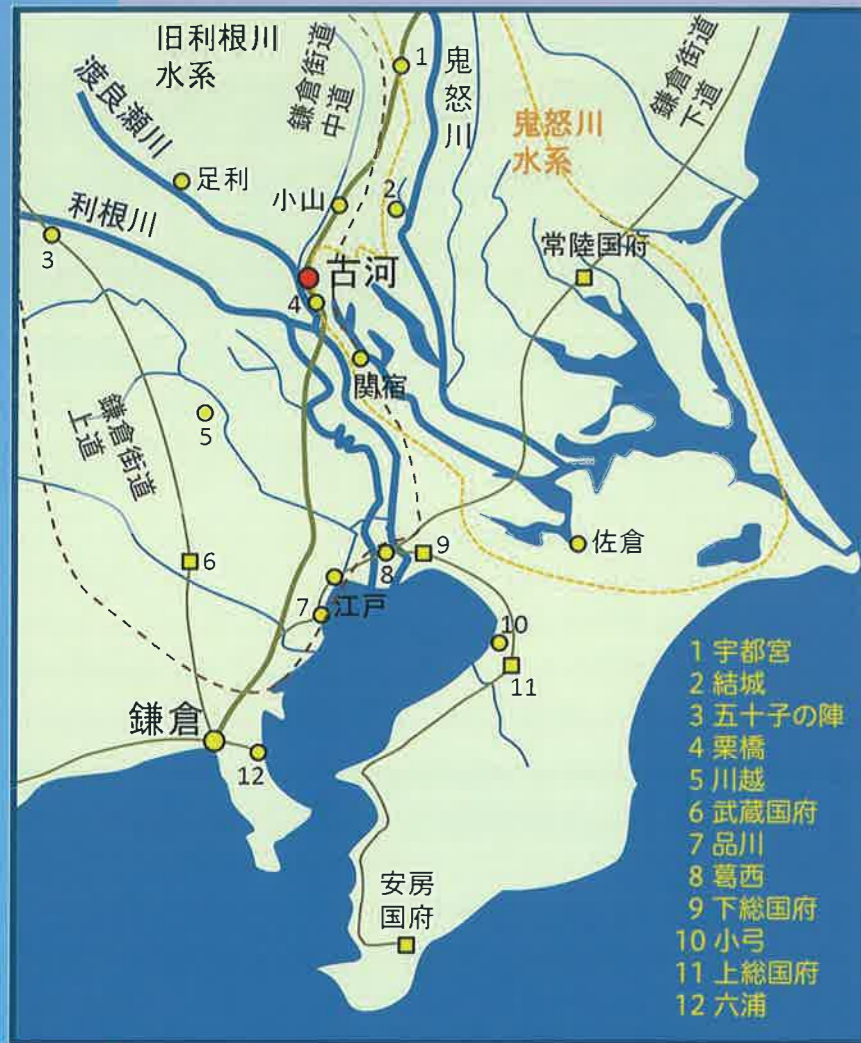 旧利根川
水系
渡良瀬川
鎌倉街道
中道
1
鬼怒川
鎌倉街道
下道
鬼怒川
水系
足利
小山
2
利根川
3
常陸国府
古河
4
関宿
鎌倉街道
上道
5
6
佐倉
8
9
7
江戸
10
11
鎌倉
12
安房
国府
1 宇都宮
2 結城
3 五十子の陣
4 栗橋
5 川越
6 武蔵国府
7 品川
8 葛西
9 下総国府
10 小弓
11 上総国府
12 六浦